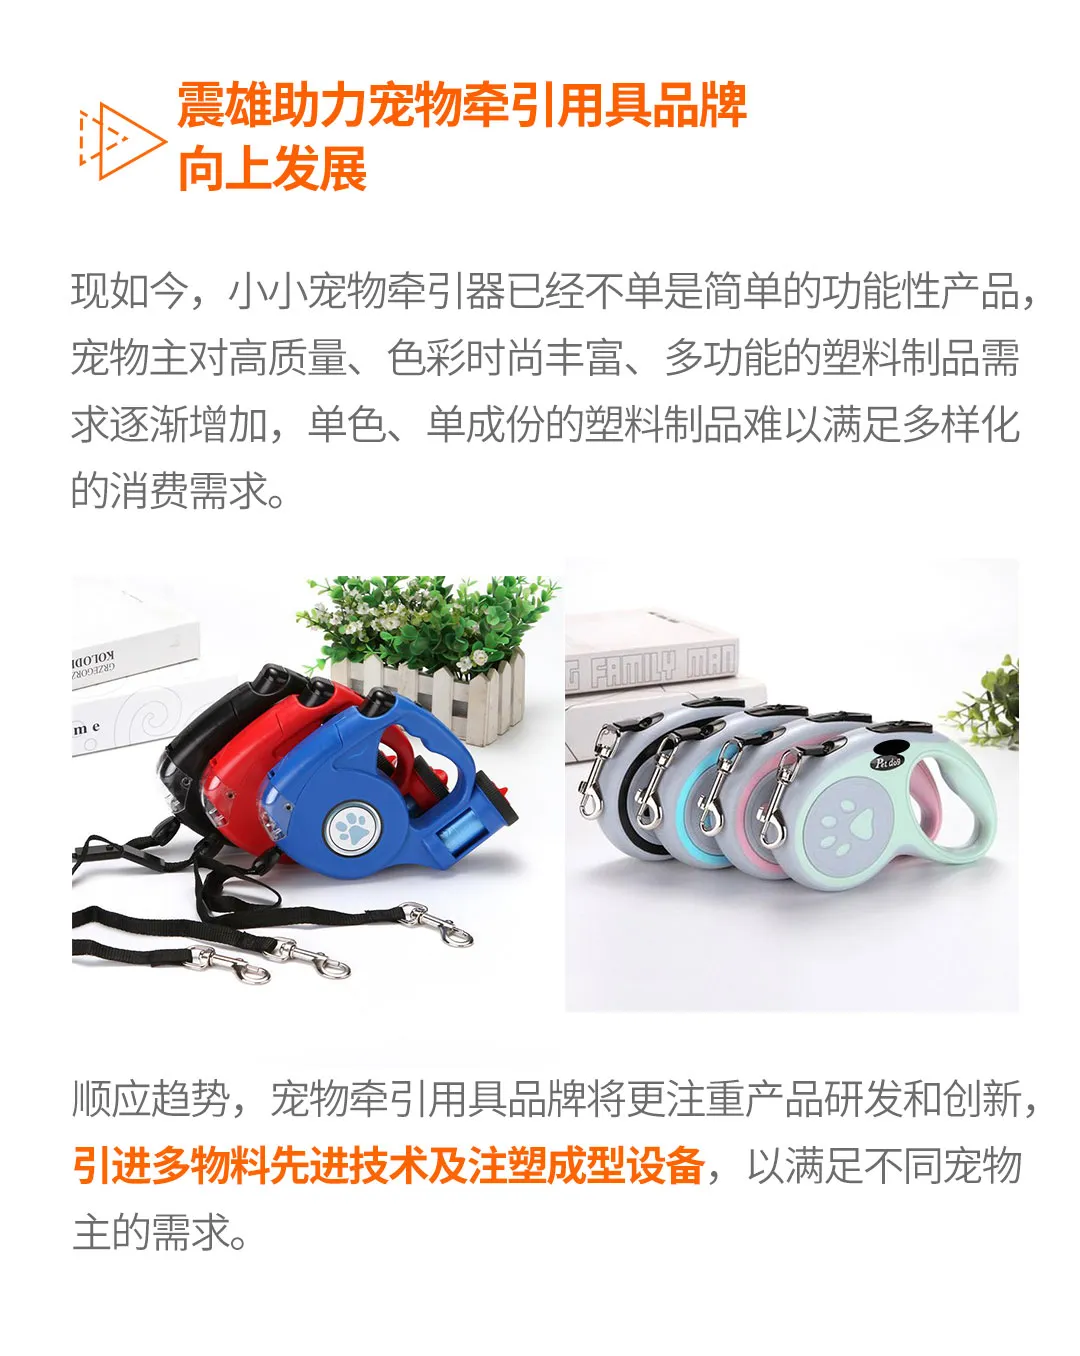 震雄助力宠物牵引用具品牌
向上发展
现如今，小小宠物牵引器已经不单是简单的功能性产品，
宠物主对高质量、色彩时尚丰富、多功能的塑料制品需
求逐渐增加，单色、单成份的塑料制品难以满足多样化
的消费需求。
KOLODI
GRZEGORZ
me
G FAMILY MAN
Pet dog
顺应趋势，宠物牵引用具品牌将更注重产品研发和创新，
引进多物料先进技术及注塑成型设备，以满足不同宠物
主的需求。